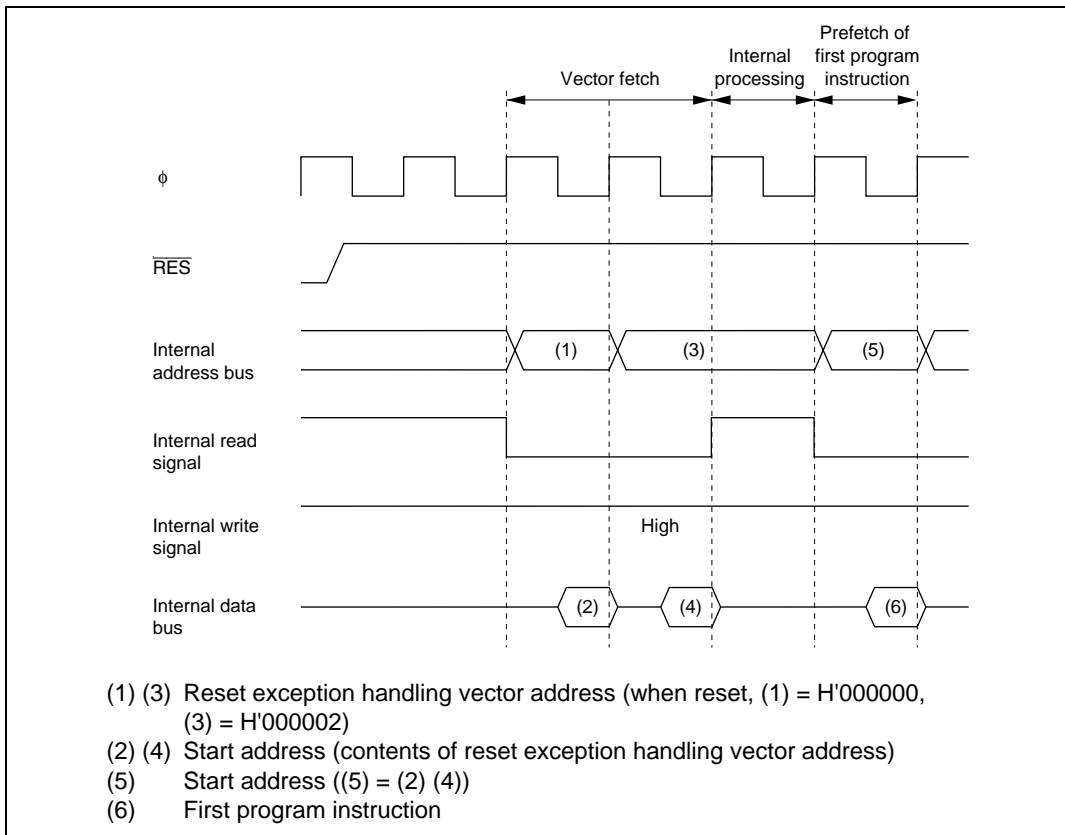 Vector fetch
Internal
processing
Prefetch of
first program
instruction
ϕ
RES
Internal
address bus
(1)
(3)
(5)
Internal read
signal
Internal write
signal
High
Internal data
bus
(2)
(4)
(6)
(1) (3) Reset exception handling vector address (when reset, (1) = H'000000,
(3) = H'000002)
(2) (4) Start address (contents of reset exception handling vector address)
(5) Start address ((5) = (2) (4))
(6) First program instruction